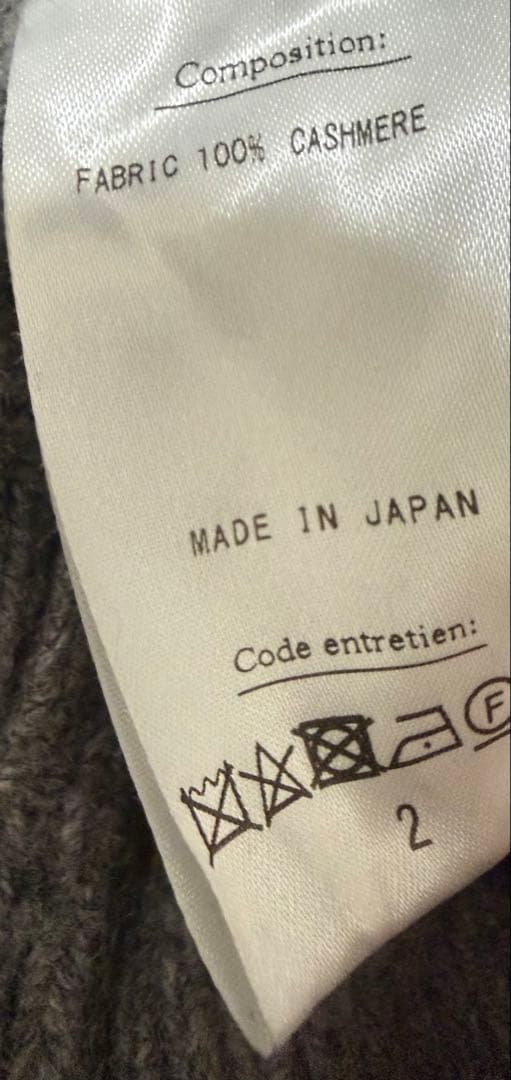 Composition:
FABRIC 100% CASHMERE
MADE IN JAPAN
Code entretien:
F
2